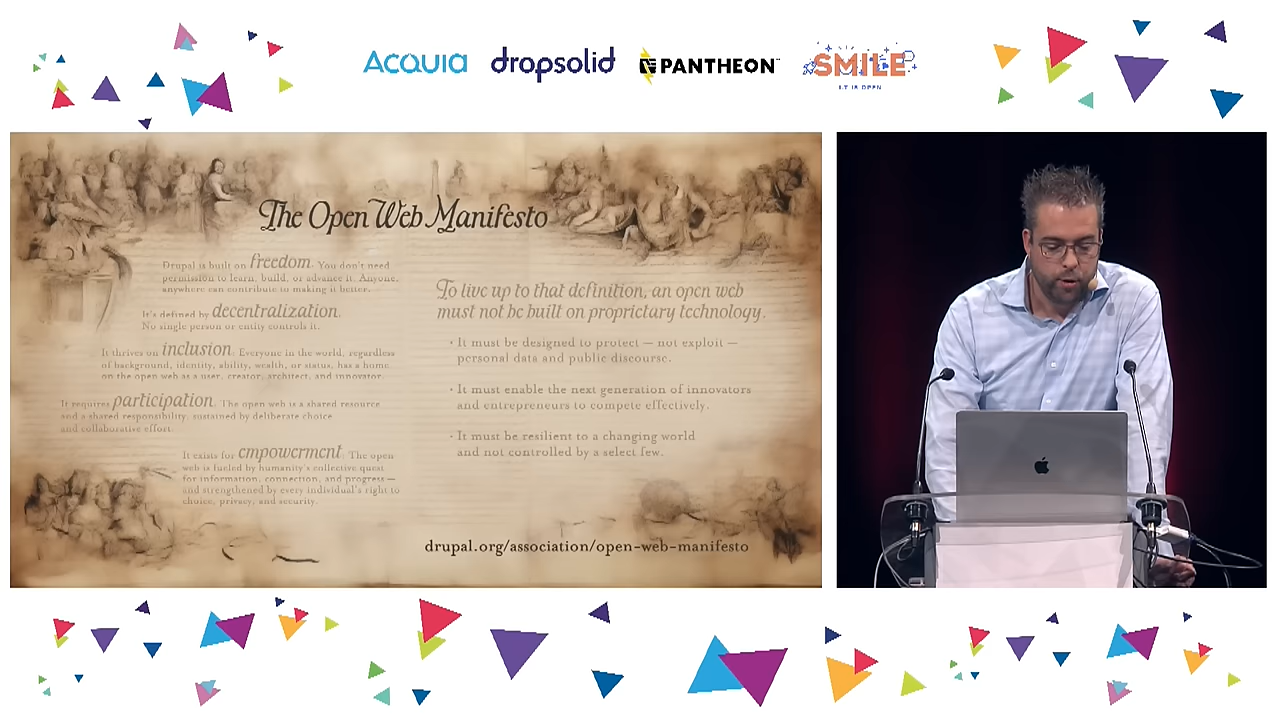 Acquia
dropsolid
PANTHEON
SMILE
I.T IS OPEN
The Open Web Manifesto
Drupal is built on freedom. You don't need
permission to learn, build, or advance it. Anyone,
anywhere can contribute to making it better.
It's defined by decentralization.
No single person or entity controls it.
It thrives on inclusion. Everyone in the world, regardless
of background, identity, ability, wealth, or status, has a home
on the open web as a user, creator, architect, and innovator.
It requires participation. The open web is a shared resource
and a shared responsibility, sustained by deliberate choice
and collaborative effort.
It exists for empowerment. The open
web is fueled by humanity's collective quest
for information, connection, and progress —
and strengthened by every individual's right to
choice, privacy, and security.
To live up to that definition, an open web
must not be built on proprietary technology.
• It must be designed to protect — not exploit —
personal data and public discourse.
• It must enable the next generation of innovators
and entrepreneurs to compete effectively.
• It must be resilient to a changing world
and not controlled by a select few.
drupal.org/association/open-web-manifesto